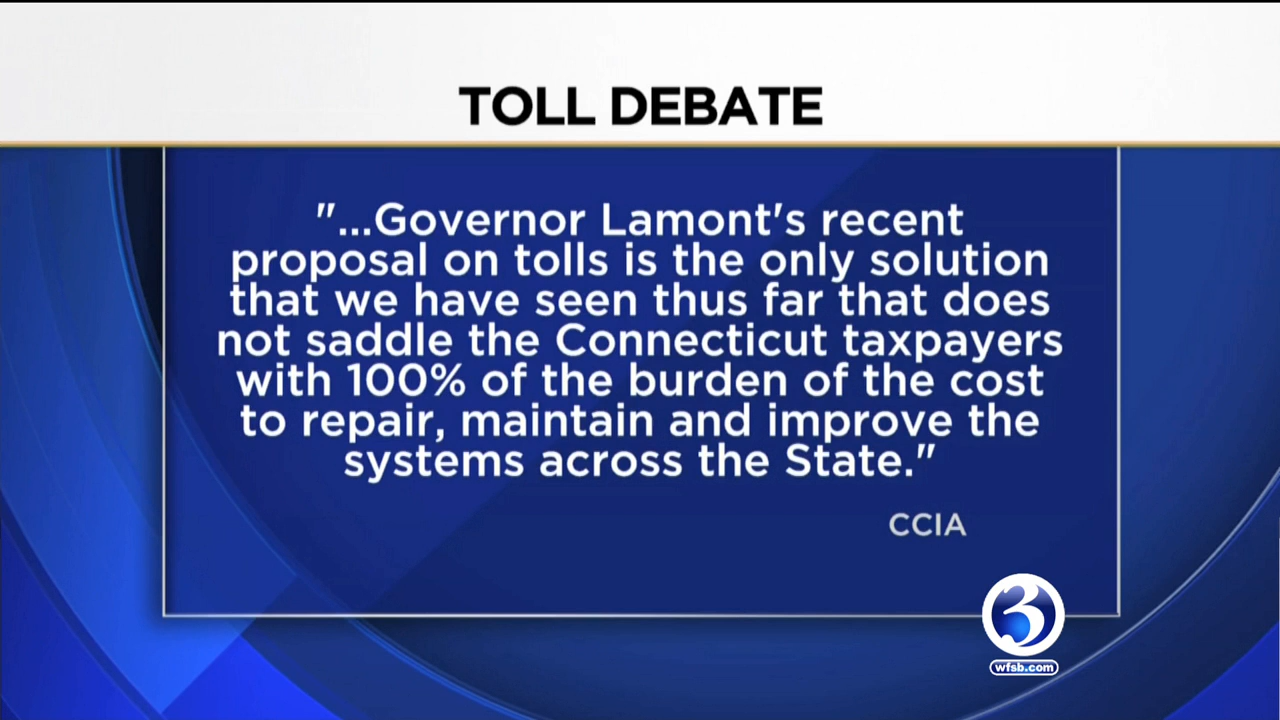 TOLL DEBATE
"...Governor Lamont's recent
proposal on tolls is the only solution
that we have seen thus far that does
not saddle the Connecticut taxpayers
with 100% of the burden of the cost
to repair, maintain and improve the
systems across the State."
CCIA
3
wfsb.com